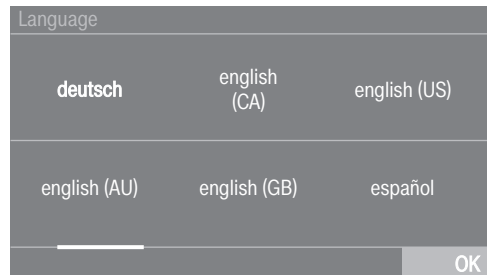 Language
deutsch
english
(CA)
english (US)
english (AU)
english (GB)
español
OK